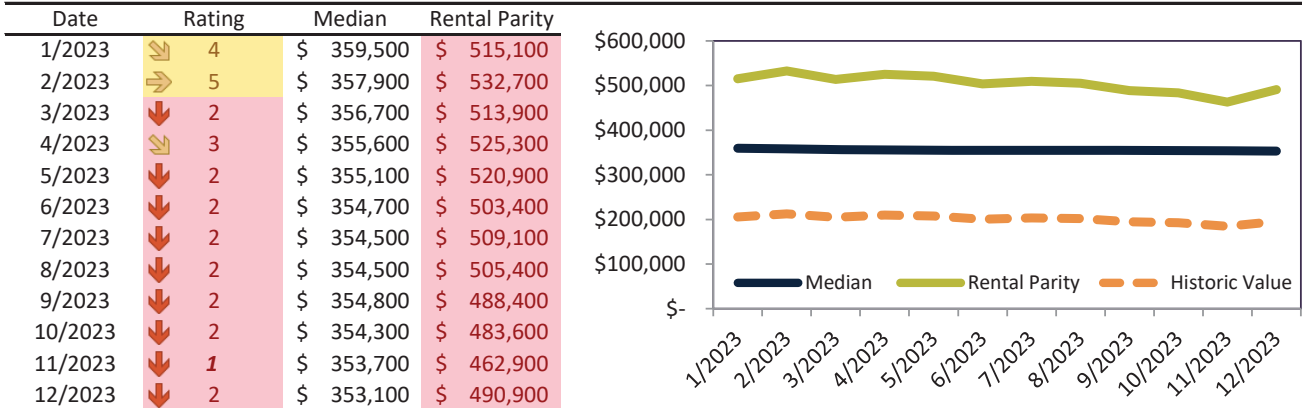 Date Rating Median Rental Parity
1/2023 4 $ 359,500 $ 515,100
2/2023 5 $ 357,900 $ 532,700
3/2023 2 $ 356,700 $ 513,900
4/2023 3 $ 355,600 $ 525,300
5/2023 2 $ 355,100 $ 520,900
6/2023 2 $ 354,700 $ 503,400
7/2023 2 $ 354,500 $ 509,100
8/2023 2 $ 354,500 $ 505,400
9/2023 2 $ 354,800 $ 488,400
10/2023 2 $ 354,300 $ 483,600
11/2023 1 $ 353,700 $ 462,900
12/2023 2 $ 353,100 $ 490,900
$600,000
$500,000
$400,000
$300,000
$200,000
$100,000
$-
Median Rental Parity Historic Value
1/2023 2/2023 3/2023 4/2023 5/2023 6/2023 7/2023 8/2023 9/2023 10/2023 11/2023 12/2023